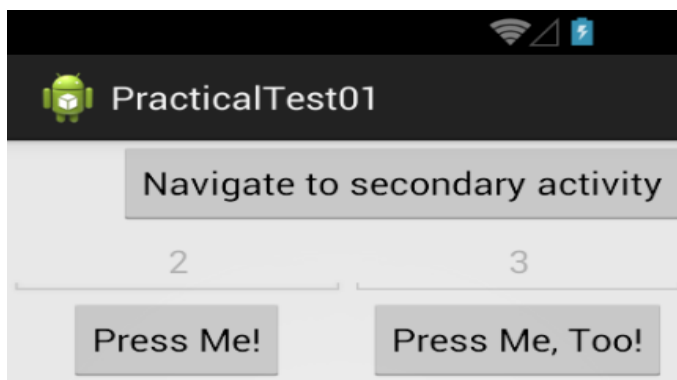 PracticalTest01
Navigate to secondary activity
2 3
Press Me! Press Me, Too!